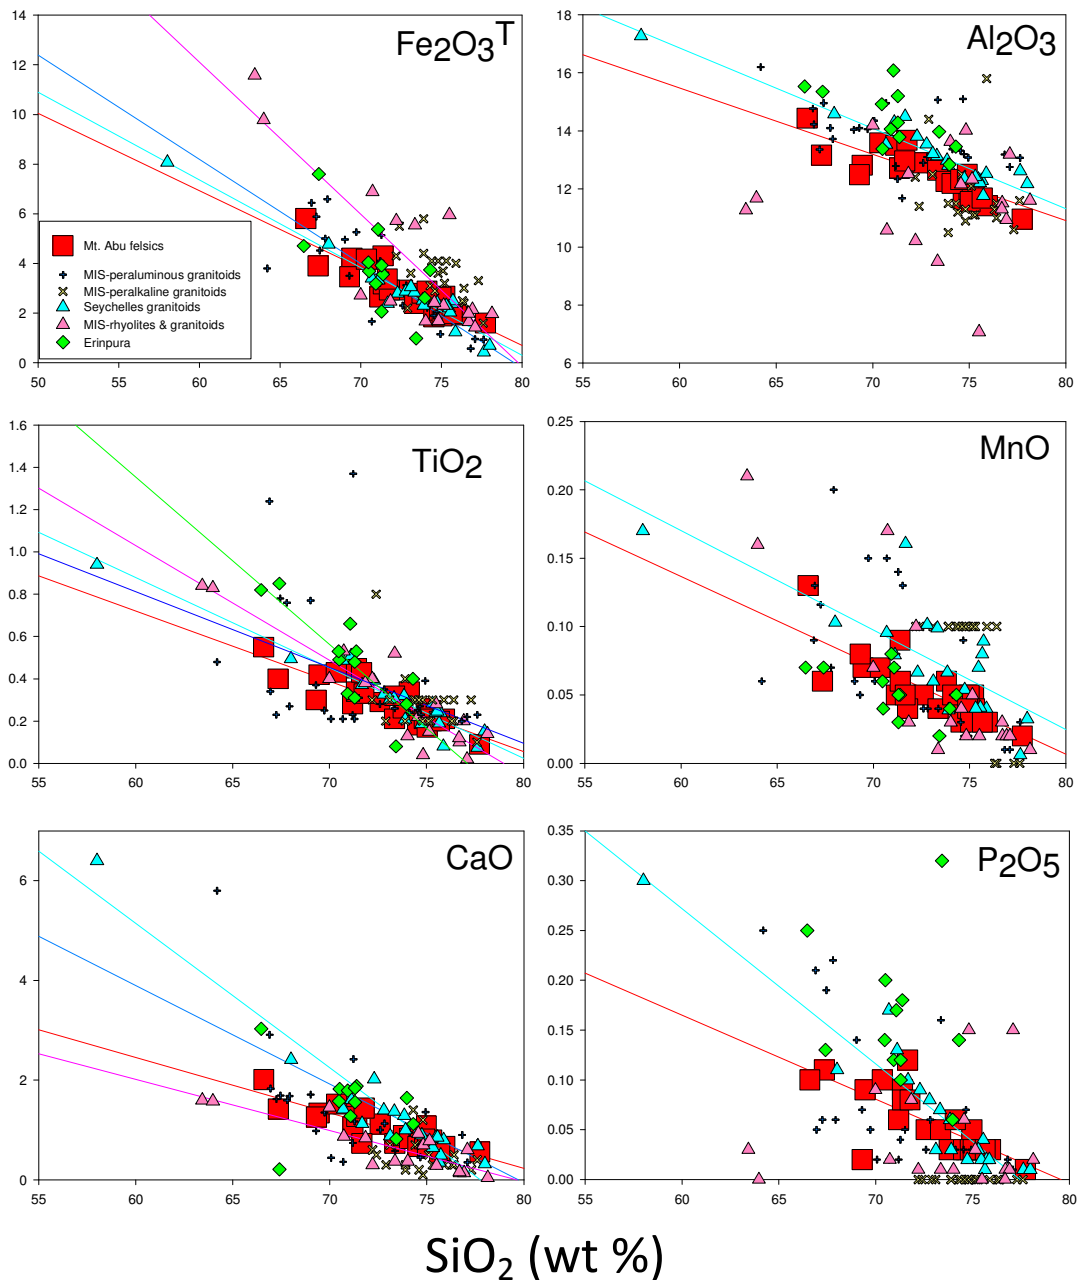 Fe2O3T
14
12
10
8
6
4
2
0
50 55 60 65 70 75 80
Mt. Abu felsics
MIS-peraluminous granitoids
MIS-peralkaline granitoids
Seychelles granitoids
MIS-rhyolites & granitoids
Erinpura
Al2O3
18
16
14
12
10
8
6
55 60 65 70 75 80
TiO2
1.6
1.4
1.2
1.0
0.8
0.6
0.4
0.2
0.0
55 60 65 70 75 80
MnO
0.25
0.20
0.15
0.10
0.05
0.00
55 60 65 70 75 80
CaO
6
4
2
0
55 60 65 70 75 80
P2O5
0.35
0.30
0.25
0.20
0.15
0.10
0.05
0.00
55 60 65 70 75 80
SiO2 (wt %)